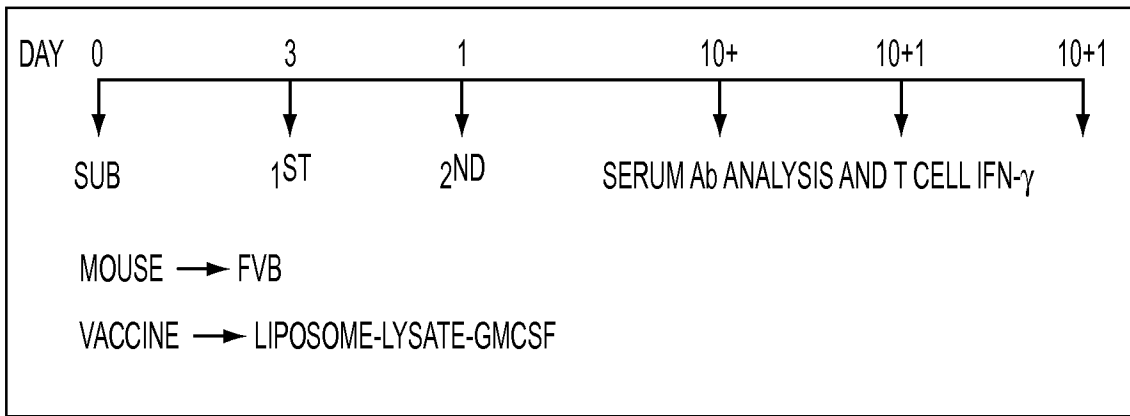 DAY 0 3 1 10+ 10+1 10+1
SUB 1ST 2ND SERUM Ab ANALYSIS AND T CELL IFN-γ
MOUSE → FVB
VACCINE → LIPOSOME-LYSATE-GMCSF